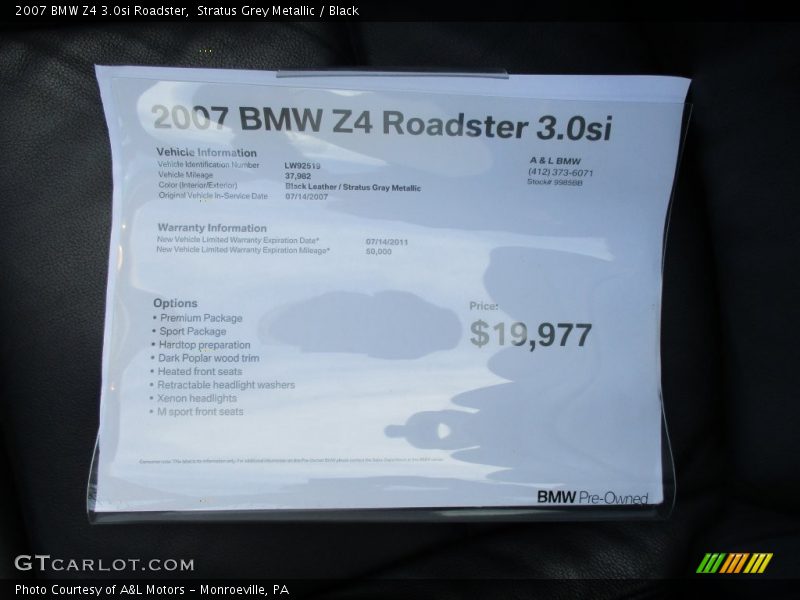 2007 BMW Z4 3.0si Roadster,  Stratus Grey Metallic / Black
2007 BMW Z4 Roadster 3.0si
Vehicle Information
Vehicle Identification Number LW92519
Vehicle Mileage 37,982
Color (Interior/Exterior) Black Leather / Stratus Gray Metallic
Original Vehicle In-Service Date 07/14/2007
A & L BMW
(412) 373-6071
Stock# 9985BB
Warranty Information
New Vehicle Limited Warranty Expiration Date* 07/14/2011
New Vehicle Limited Warranty Expiration Mileage* 50,000
Options
• Premium Package
• Sport Package
• Hardtop preparation
• Dark Poplar wood trim
• Heated front seats
• Retractable headlight washers
• Xenon headlights
• M sport front seats
Price:
$19,977
BMW Pre-Owned
GTCARLOT.COM
Photo Courtesy of A&L Motors - Monroeville, PA